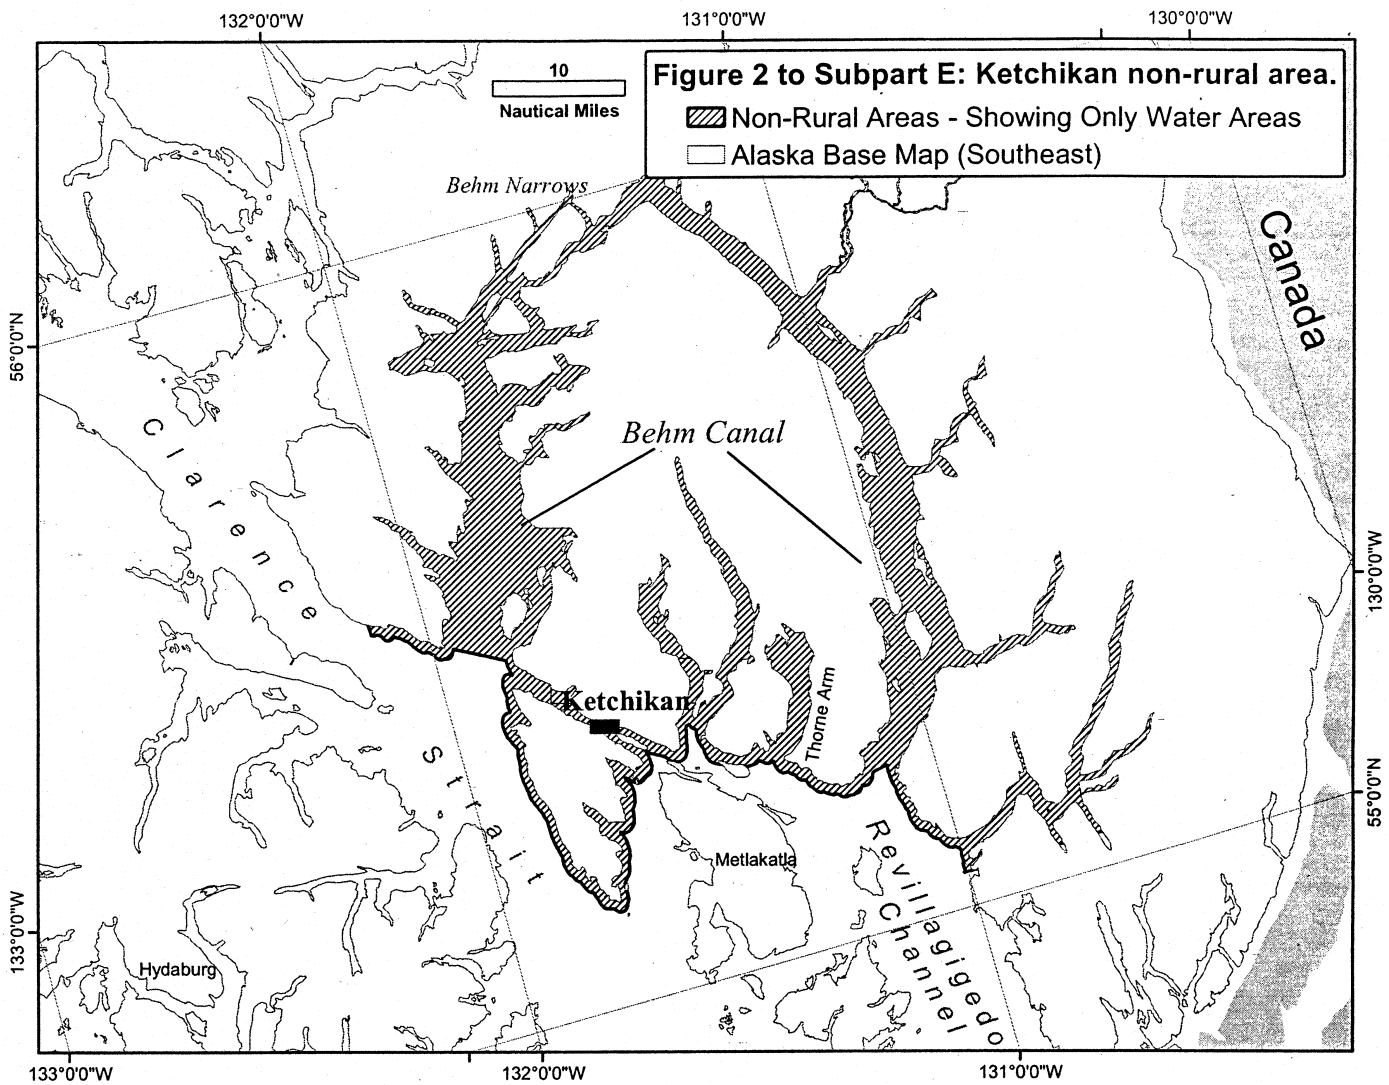 132°0'0"W
131°0'0"W
130°0'0"W
10
Nautical Miles
Figure 2 to Subpart E: Ketchikan non-rural area.
Non-Rural Areas - Showing Only Water Areas
Alaska Base Map (Southeast)
Behm Narrows
Canada
56°0'0"N
Clarence
Strait
Behm Canal
130°0'0"W
Ketchikan
Thorne Arm
55°0'0"N
Metlakatla
Revillagigedo
Channel
133°0'0"W
Hydaburg
133°0'0"W
132°0'0"W
131°0'0"W